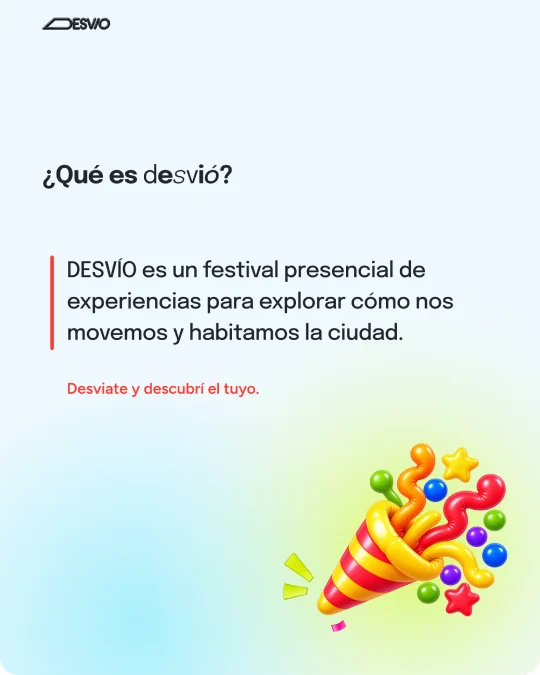 DESVÍO
¿Qué es desvió?
DESVÍO es un festival presencial de
experiencias para explorar cómo nos
movemos y habitamos la ciudad.
Desviate y descubrí el tuyo.